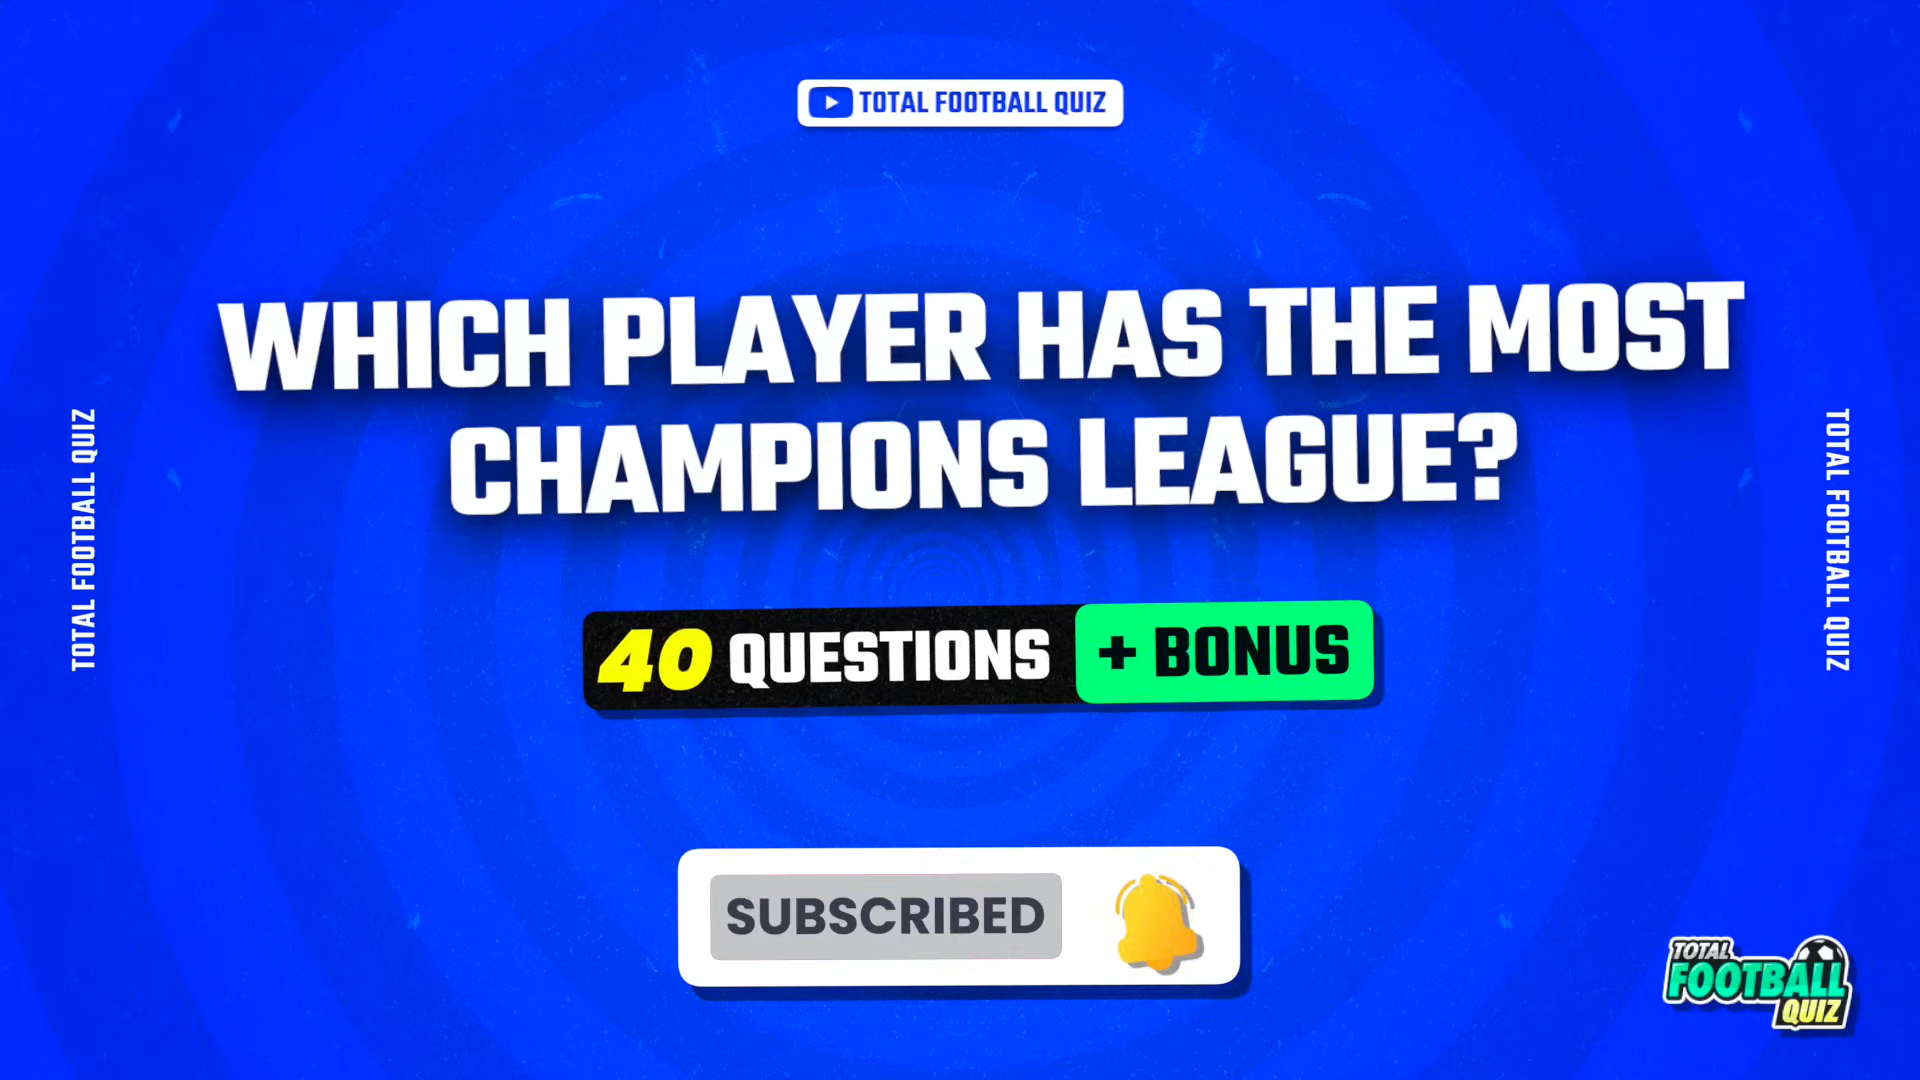 TOTAL FOOTBALL QUIZ
WHICH PLAYER HAS THE MOST
CHAMPIONS LEAGUE?
TOTAL FOOTBALL QUIZ
TOTAL FOOTBALL QUIZ
40 QUESTIONS + BONUS
SUBSCRIBED
TOTAL
FOOTBALL
QUIZ